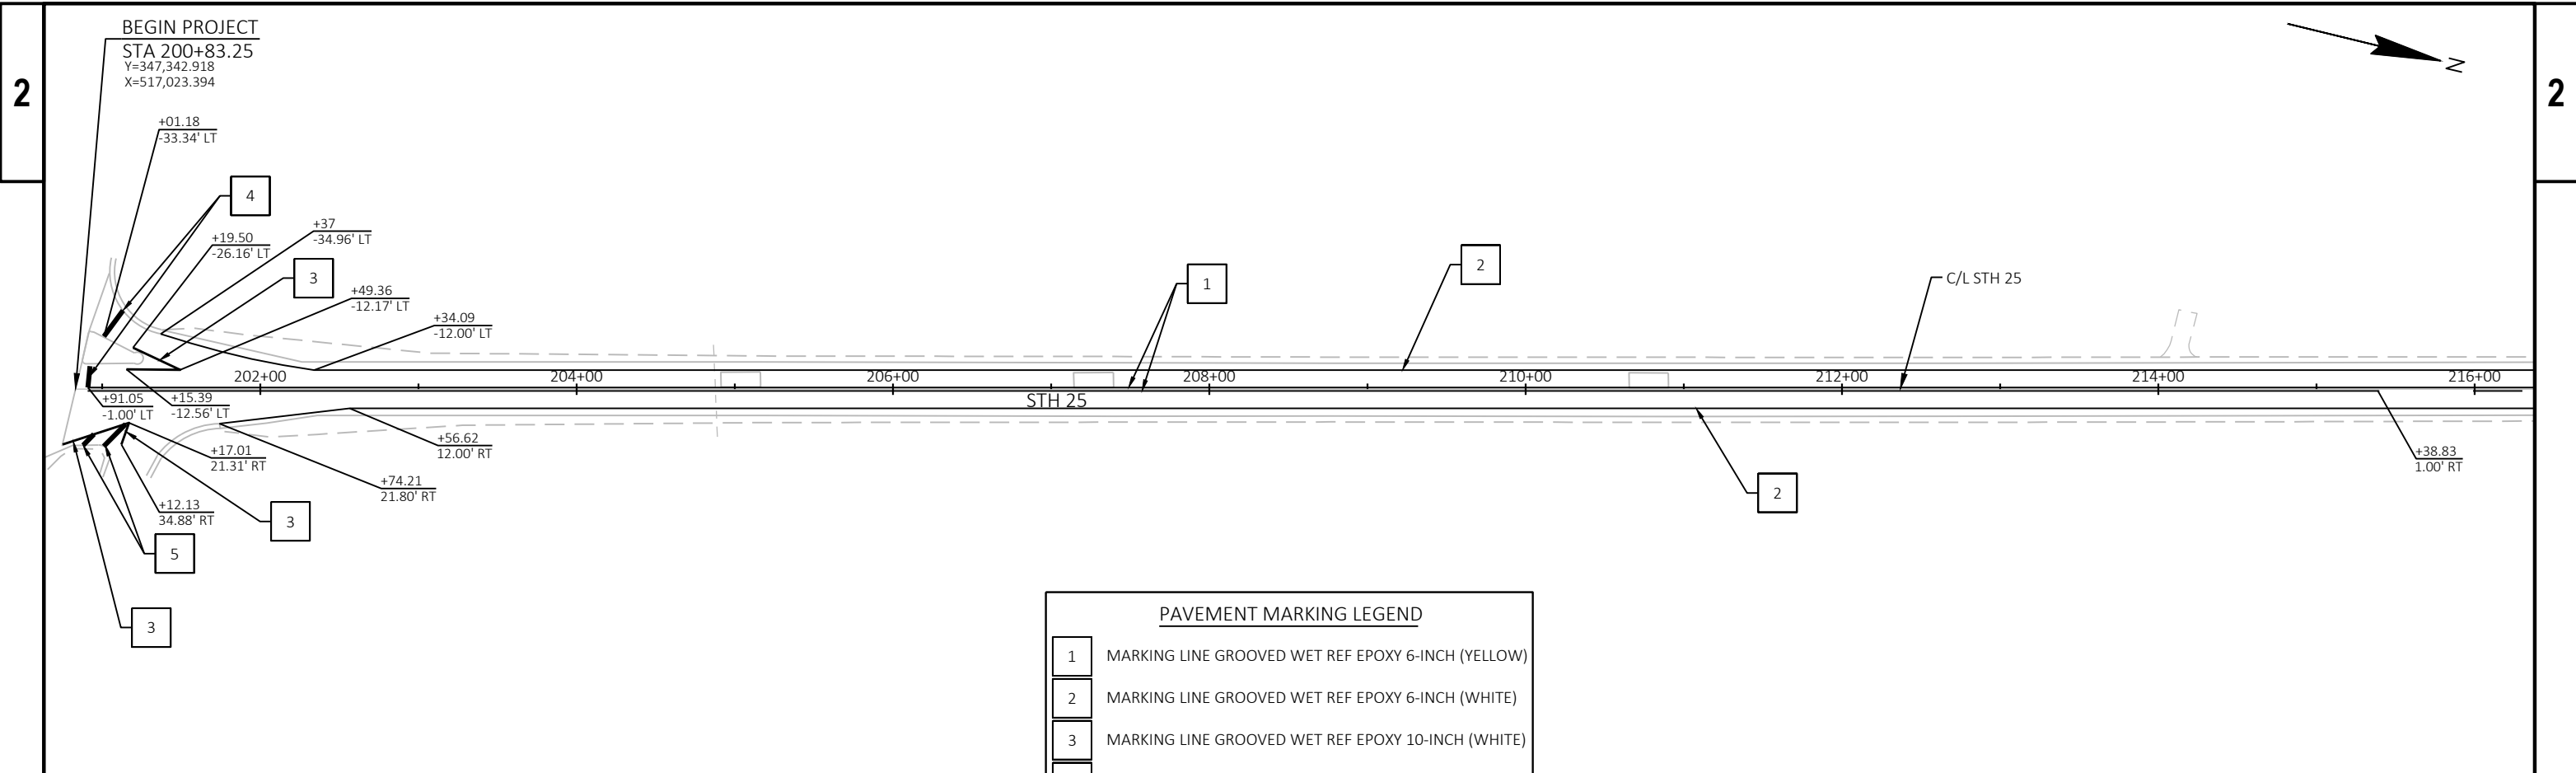 BEGIN PROJECT
STA 200+83.25
Y=347,342.918
X=517,023.394
2
2
N
+01.18
-33.34' LT
4
+37
-34.96' LT
+19.50
-26.16' LT
3
+49.36
-12.17' LT
+34.09
-12.00' LT
1
2
C/L STH 25
202+00
204+00
206+00
208+00
210+00
212+00
214+00
216+00
STH 25
+91.05
-1.00' LT
+15.39
-12.56' LT
+56.62
12.00' RT
+17.01
21.31' RT
+74.21
21.80' RT
+38.83
1.00' RT
+12.13
34.88' RT
3
2
5
3
PAVEMENT MARKING LEGEND
1 MARKING LINE GROOVED WET REF EPOXY 6-INCH (YELLOW)
2 MARKING LINE GROOVED WET REF EPOXY 6-INCH (WHITE)
3 MARKING LINE GROOVED WET REF EPOXY 10-INCH (WHITE)